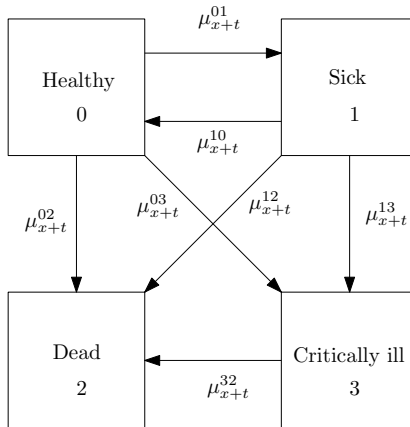 μ^{01}_{x+t}
Healthy
0
Sick
1
μ^{10}_{x+t}
μ^{02}_{x+t}
μ^{03}_{x+t}
μ^{12}_{x+t}
μ^{13}_{x+t}
Dead
2
Critically ill
3
μ^{32}_{x+t}